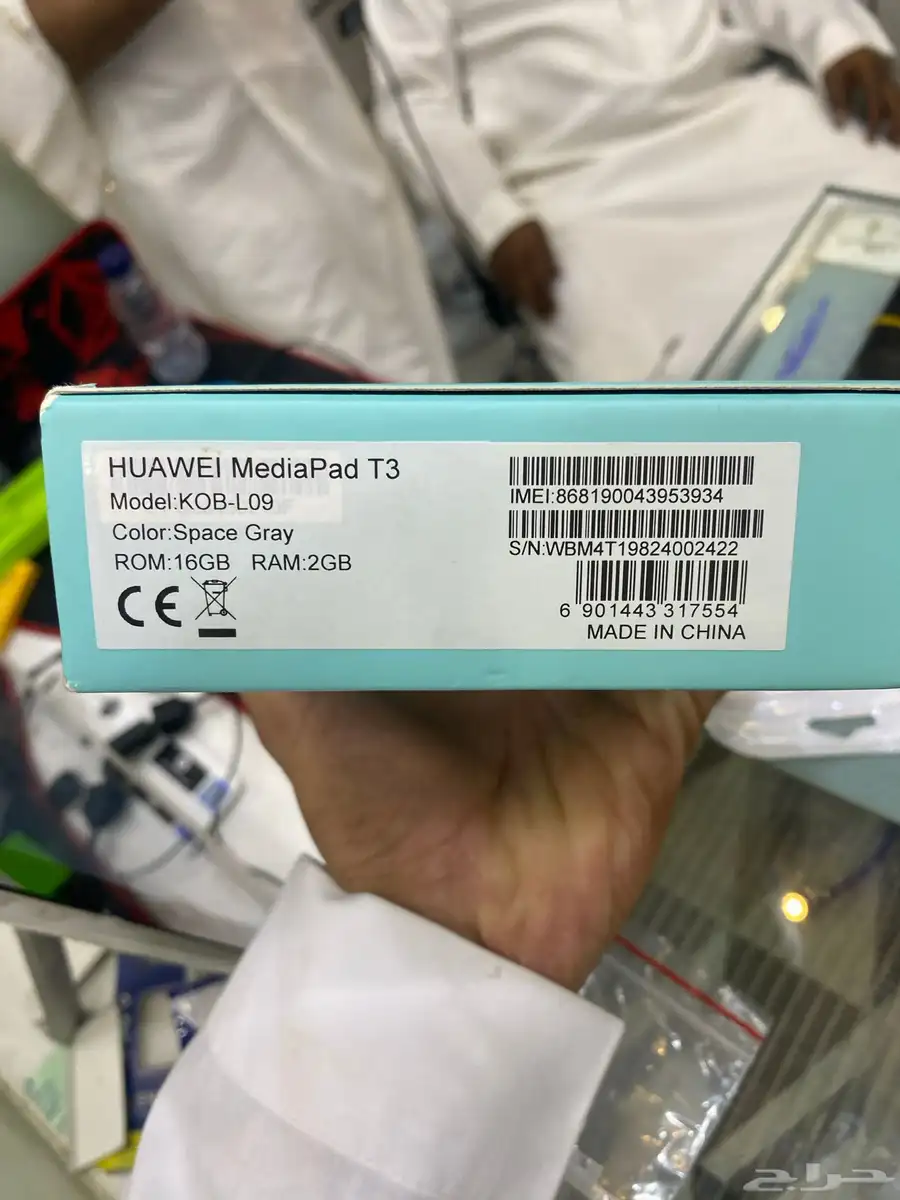 HUAWEI MediaPad T3
Model:KOB-L09
Color:Space Gray
ROM:16GB RAM:2GB
CE
IMEI:868190043953934
S/N:WBM4T19824002422
6 901443 317554
MADE IN CHINA
حراج